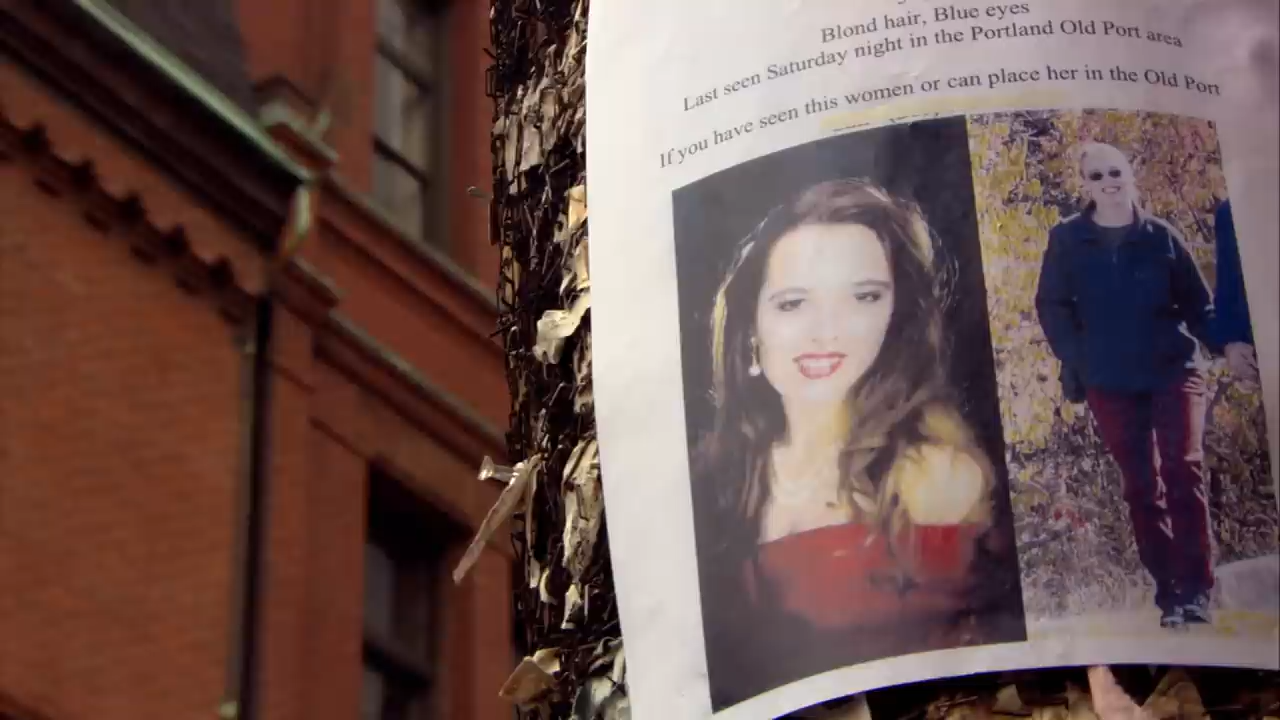 Blond hair, Blue eyes
Last seen Saturday night in the Portland Old Port area
If you have seen this women or can place her in the Old Port